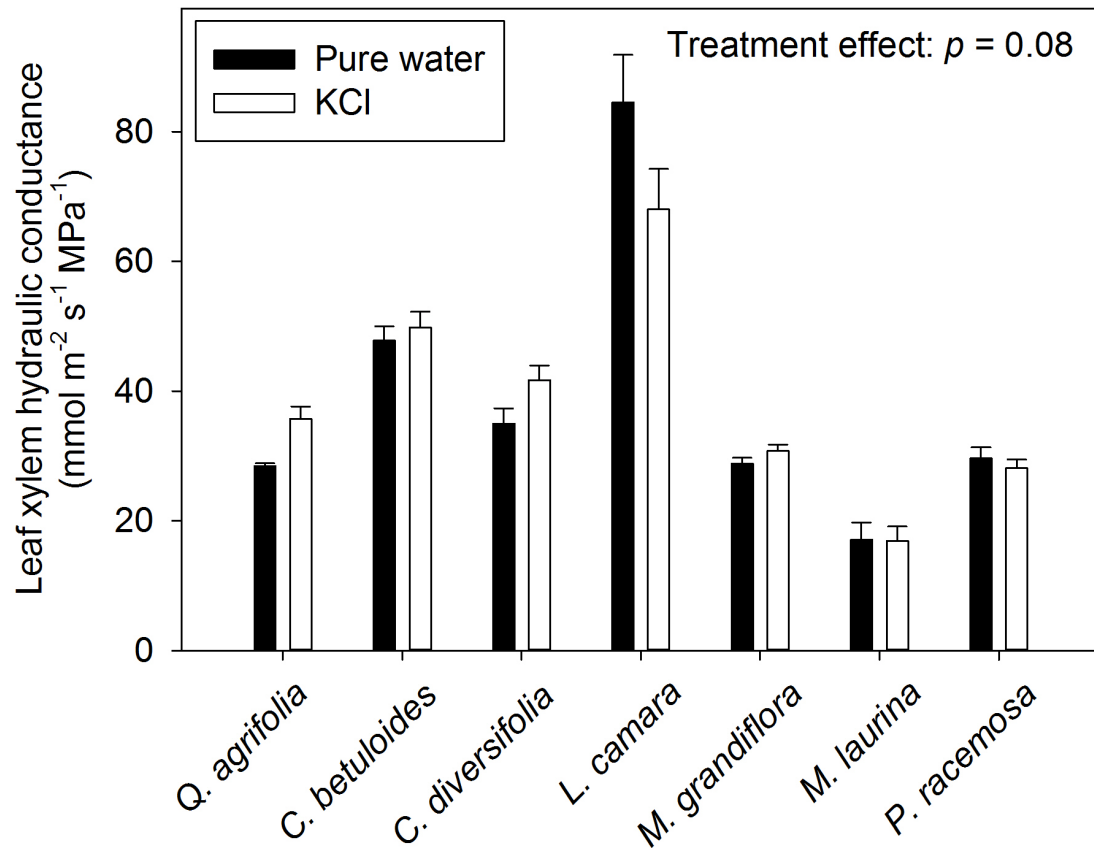 Leaf xylem hydraulic conductance
(mmol m⁻² s⁻¹ MPa⁻¹)
Pure water
KCl
Treatment effect: p = 0.08
80
60
40
20
0
Q. agrifolia
C. betuloides
C. diversifolia
L. camara
M. grandiflora
M. laurina
P. racemosa